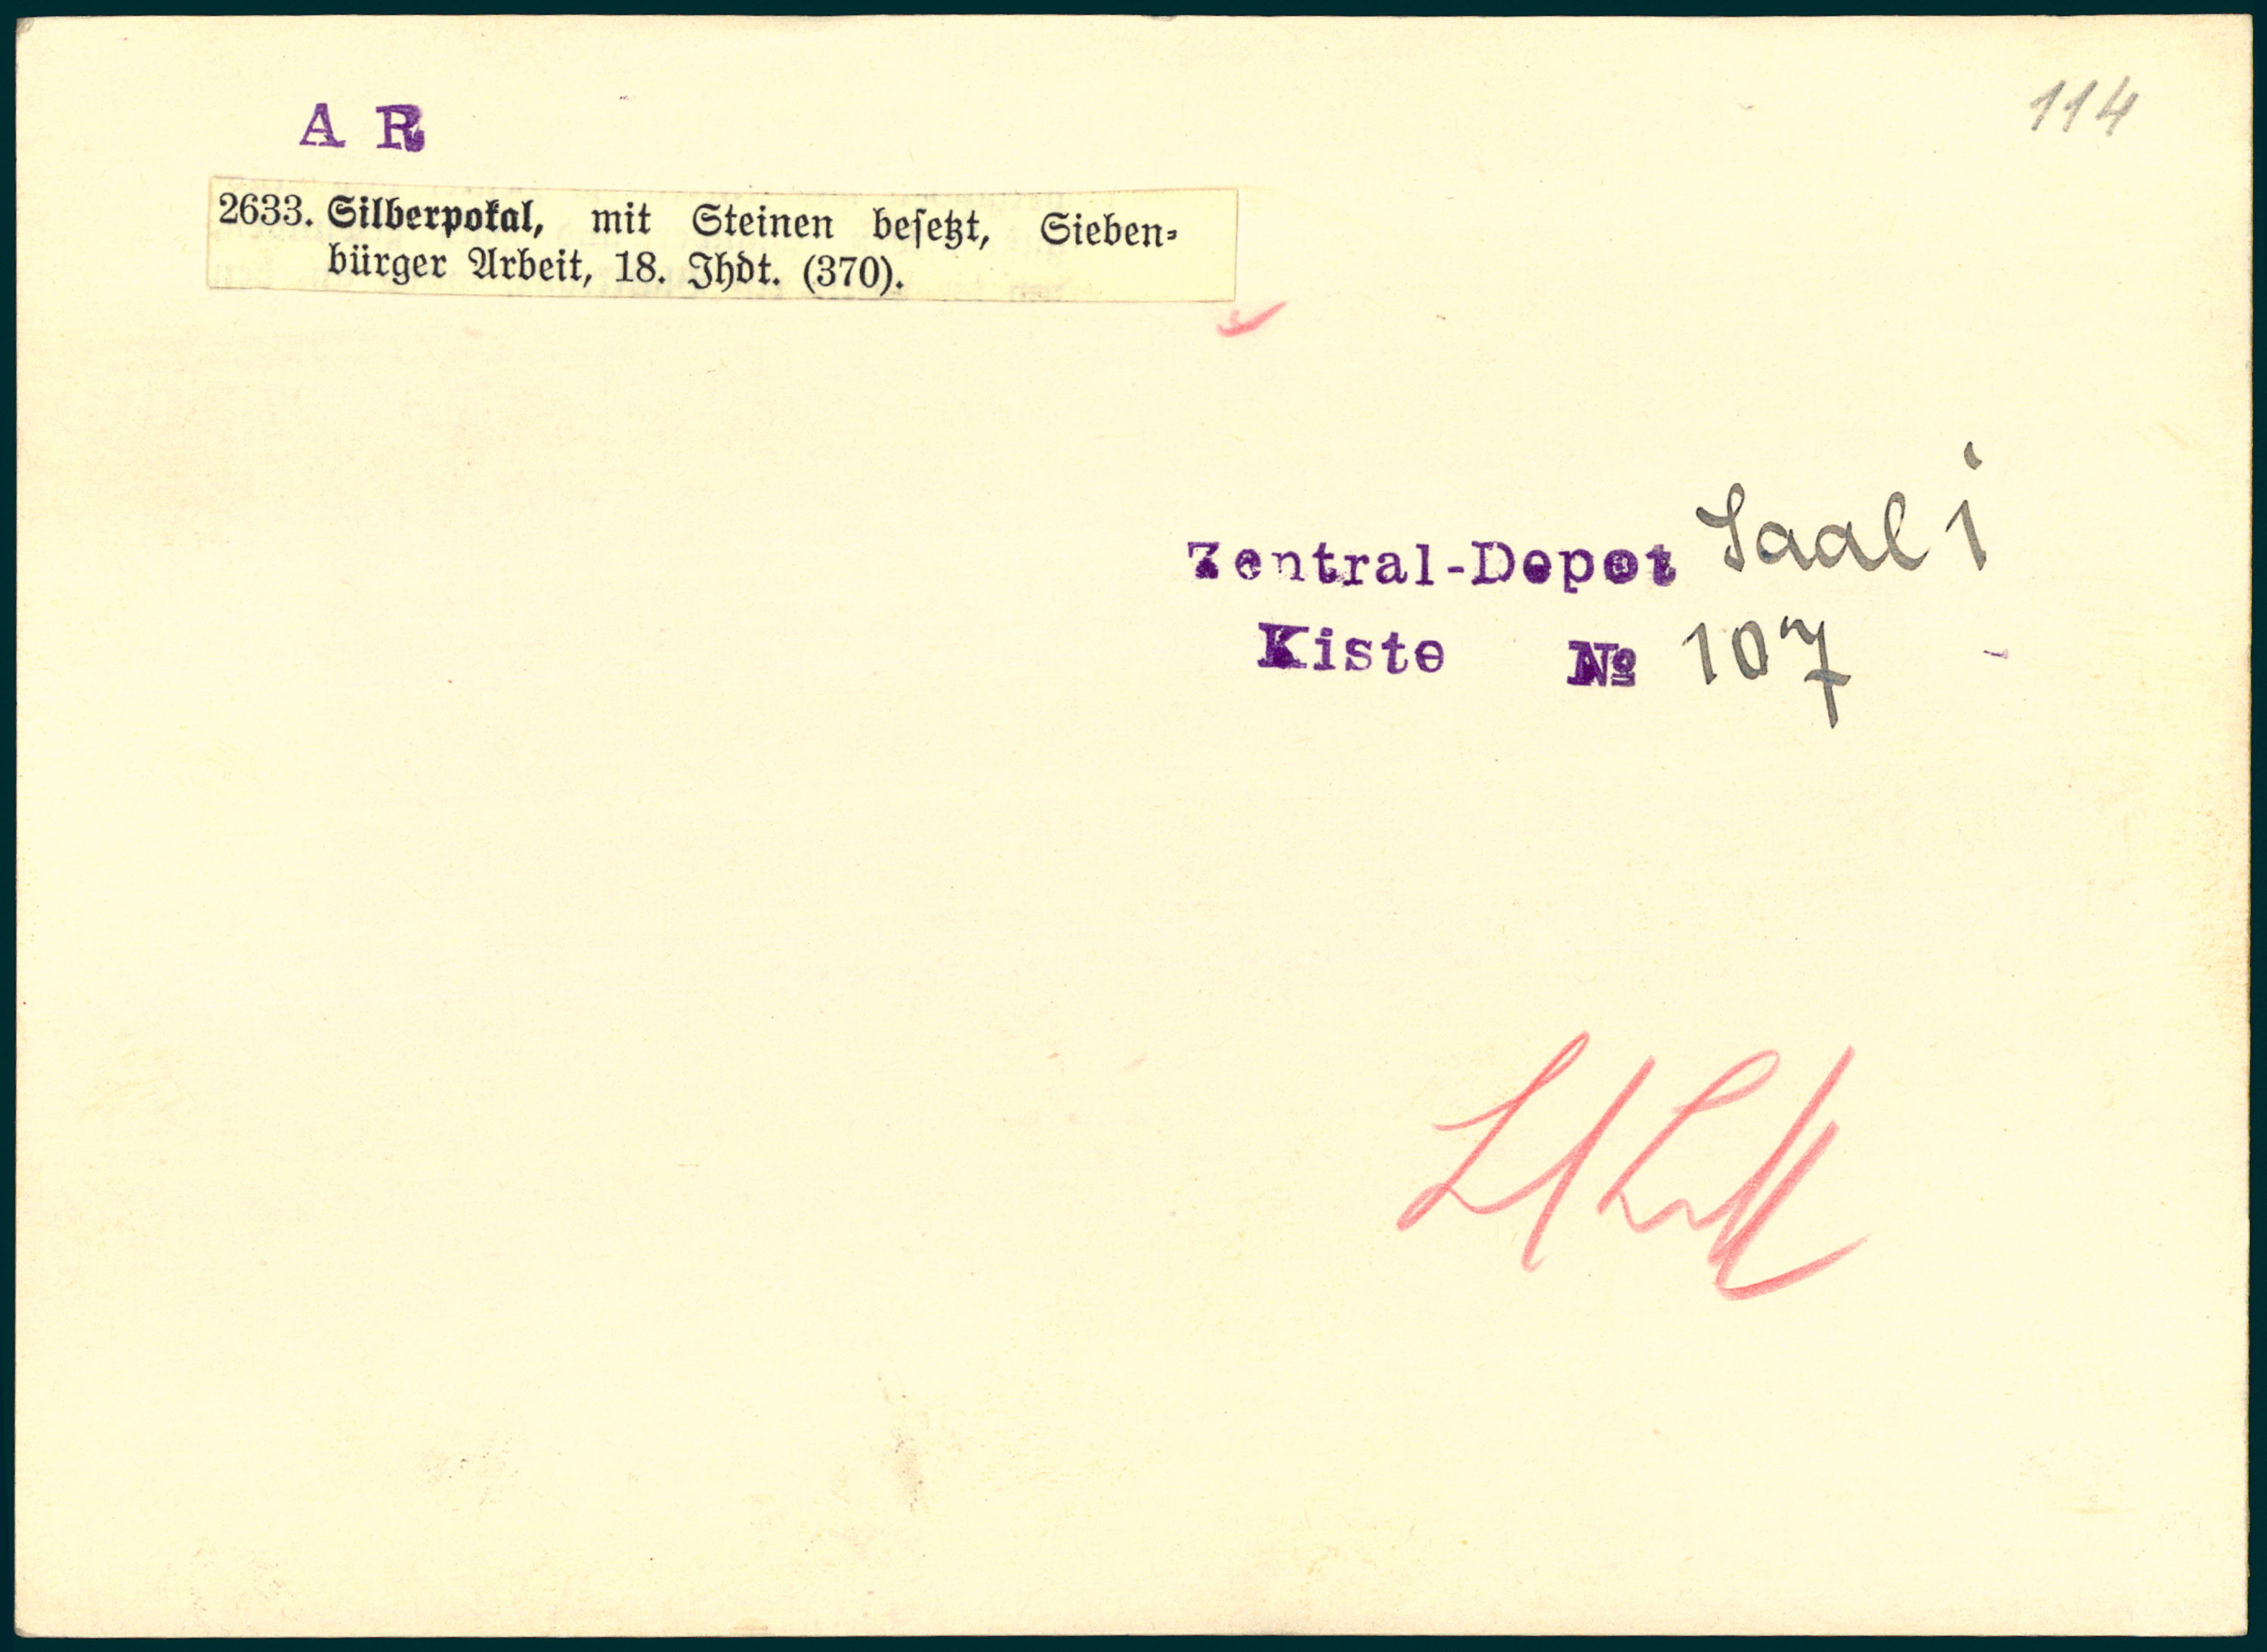 A R
114
2633. Silberpokal, mit Steinen besetzt, Sieben-
bürger Arbeit, 18. Jhdt. (370).
Zentral-Depot Saal I
Kiste № 107